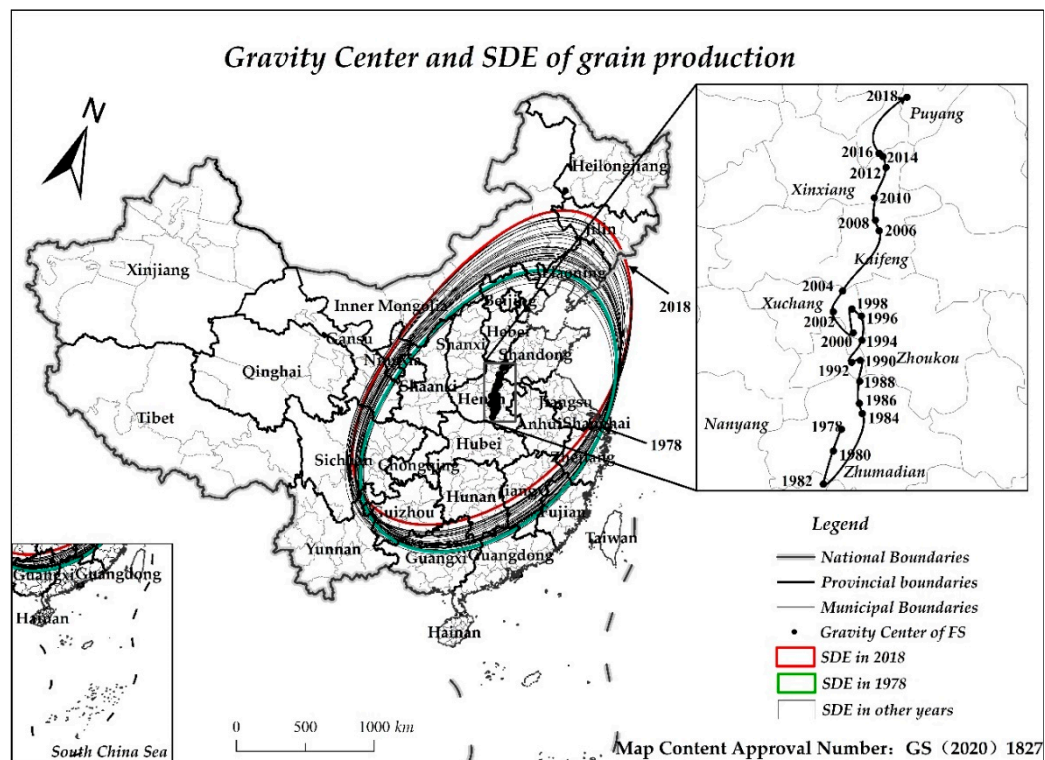 Gravity Center and SDE of grain production
N
Heilongjiang
Jilin
Liaoning
Xinjiang
Inner Mongolia
Beijing
2018
Gansu
Hebei
Shanxi
Ningxia
Shandong
Qinghai
Shaanxi
Tibet
Henan
Jiangsu
Anhui
Shanghai
Hubei
1978
Sichuan
Chongqing
Zhejiang
Hunan
Jiangxi
Guizhou
Fujian
Yunnan
Taiwan
Guangxi
Guangdong
Hainan
2018
Puyang
2016
2014
2012
Xinxiang
2010
2008
2006
Kaifeng
2004
Xuchang
1998
2002
1996
2000
1994
1990
Zhoukou
1992
1988
1986
1984
Nanyang
1978
1980
Zhumadian
1982
Guangxi
Guangdong
Hainan
South China Sea
0 500 1000 km
Legend
National Boundaries
Provincial boundaries
Municipal Boundaries
Gravity Center of FS
SDE in 2018
SDE in 1978
SDE in other years
Map Content Approval Number: GS（2020）1827